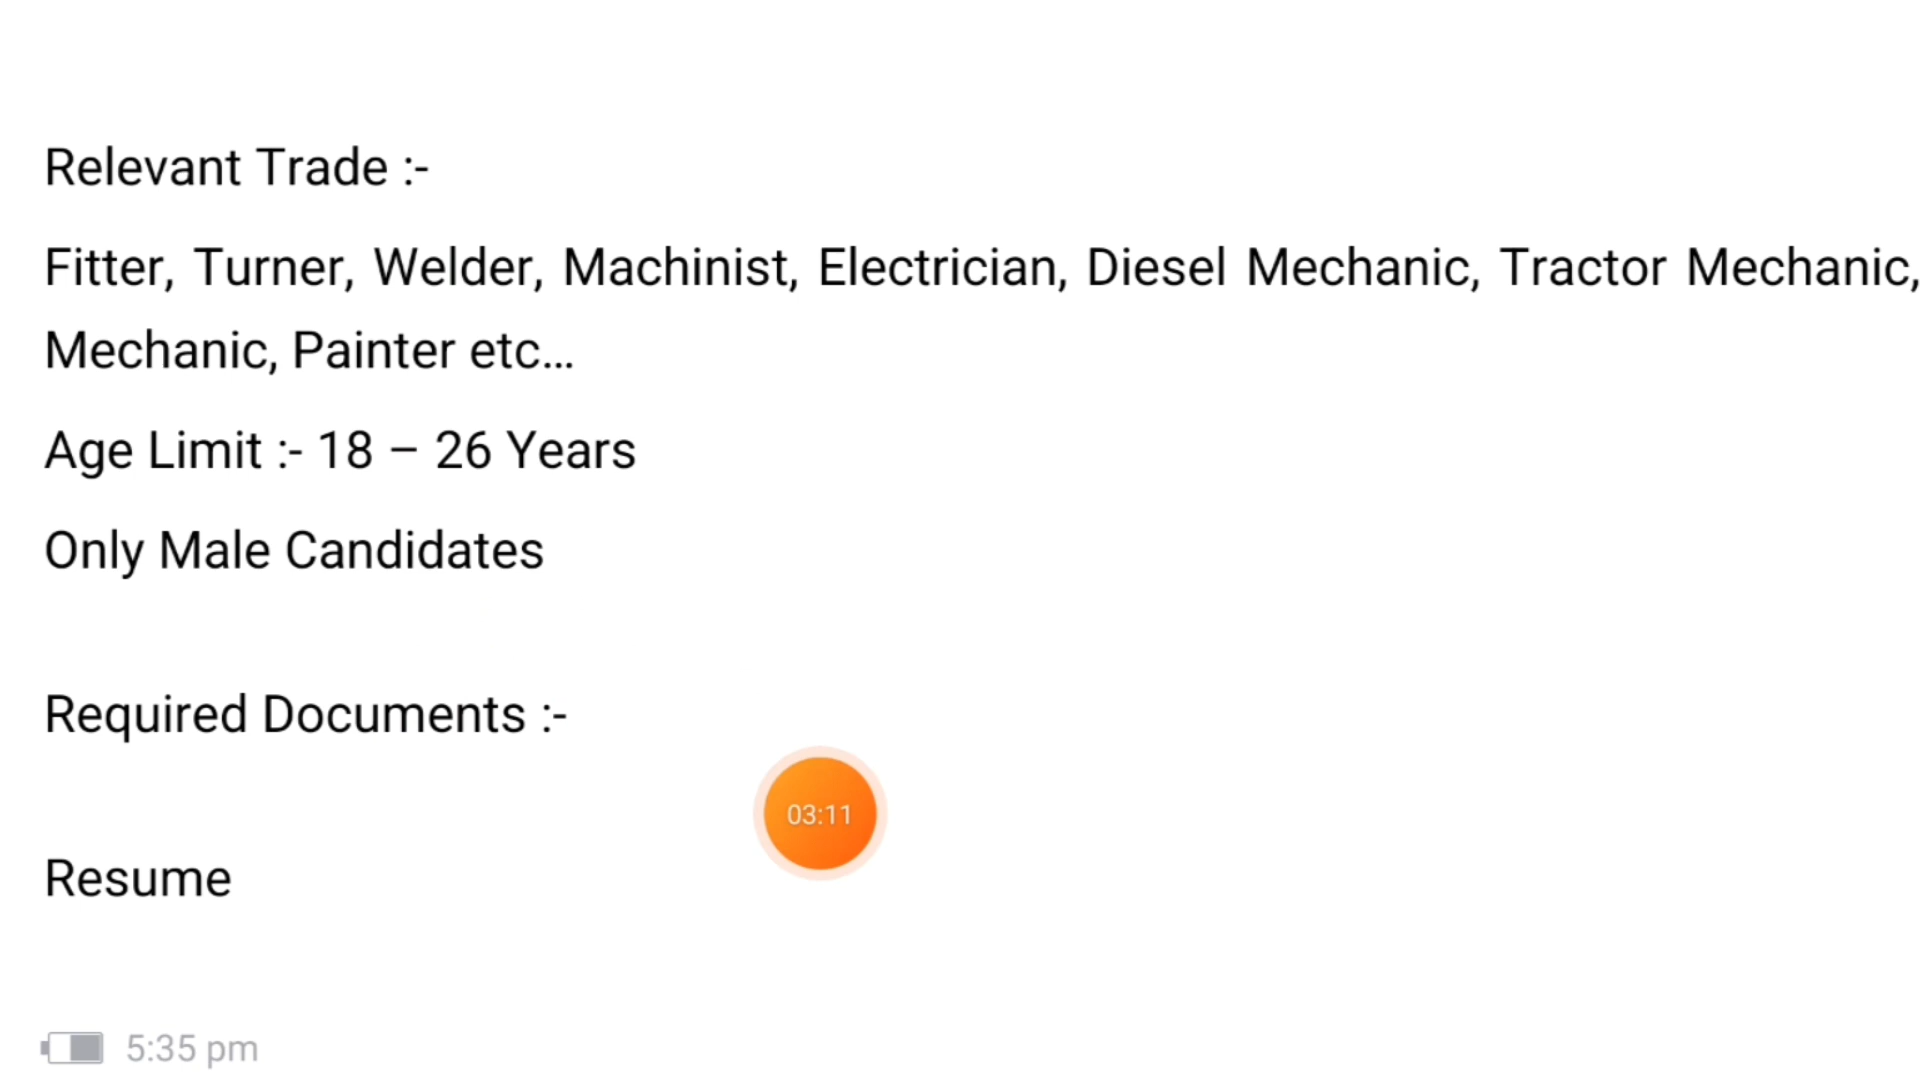 Relevant Trade :-
Fitter, Turner, Welder, Machinist, Electrician, Diesel Mechanic, Tractor Mechanic,
Mechanic, Painter etc...
Age Limit :- 18 – 26 Years
Only Male Candidates
Required Documents :-
03:11
Resume
5:35 pm